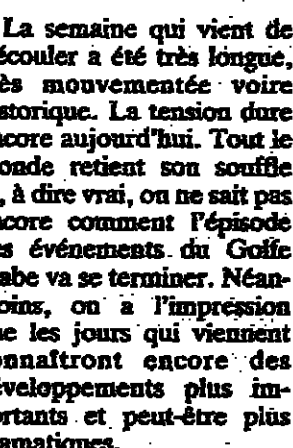 La semaine qui vient de
écouler a été très longue,
ès mouvementée voire
storique. La tension dure
ncore aujourd'hui. Tout le
onde retient son souffle
, à dire vrai, on ne sait pas
ncore comment l'épisode
es événements du Golfe
abe va se terminer. Néan-
oins, on a l'impression
ue les jours qui viennent
onnaîtront encore des
éveloppements plus im-
ortants et peut-être plus
amatiques.